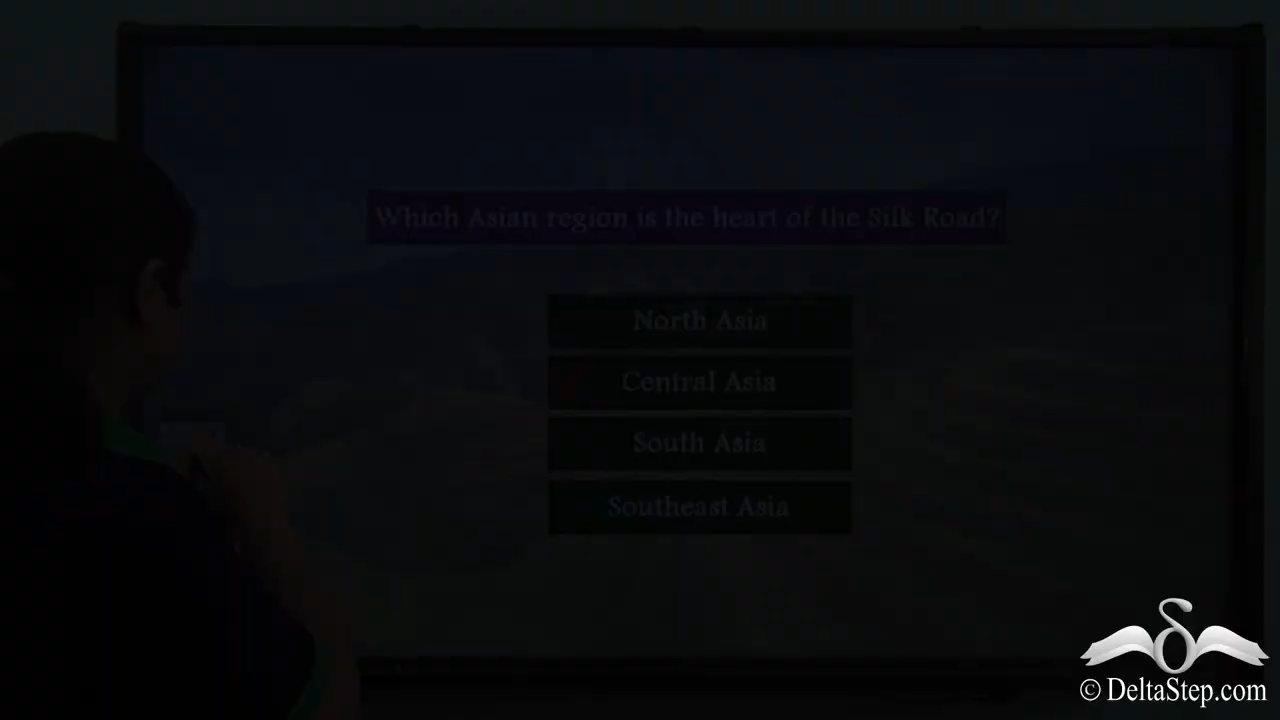 Which Asian region is the heart of the Silk Road?
North Asia
Central Asia
South Asia
Southeast Asia
© DeltaStep.com